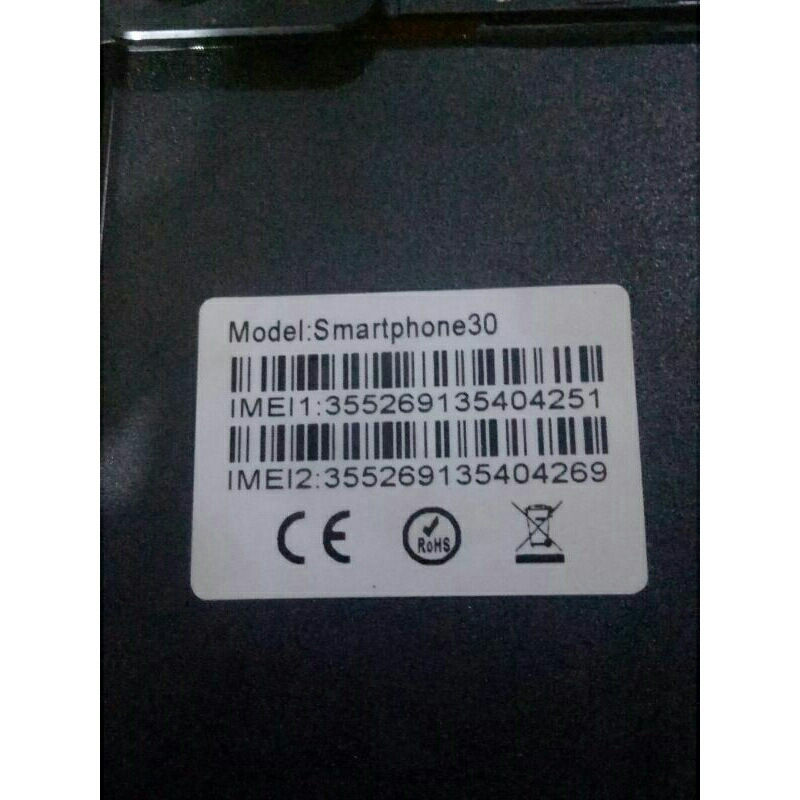 Model:Smartphone30
IMEI1:355269135404251
IMEI2:355269135404269
CE
RoHS